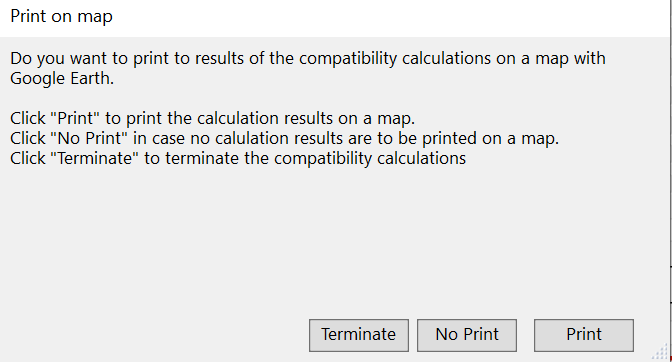 Print on map
Do you want to print to results of the compatibility calculations on a map with
Google Earth.
Click "Print" to print the calculation results on a map.
Click "No Print" in case no calulation results are to be printed on a map.
Click "Terminate" to terminate the compatibility calculations
Terminate
No Print
Print